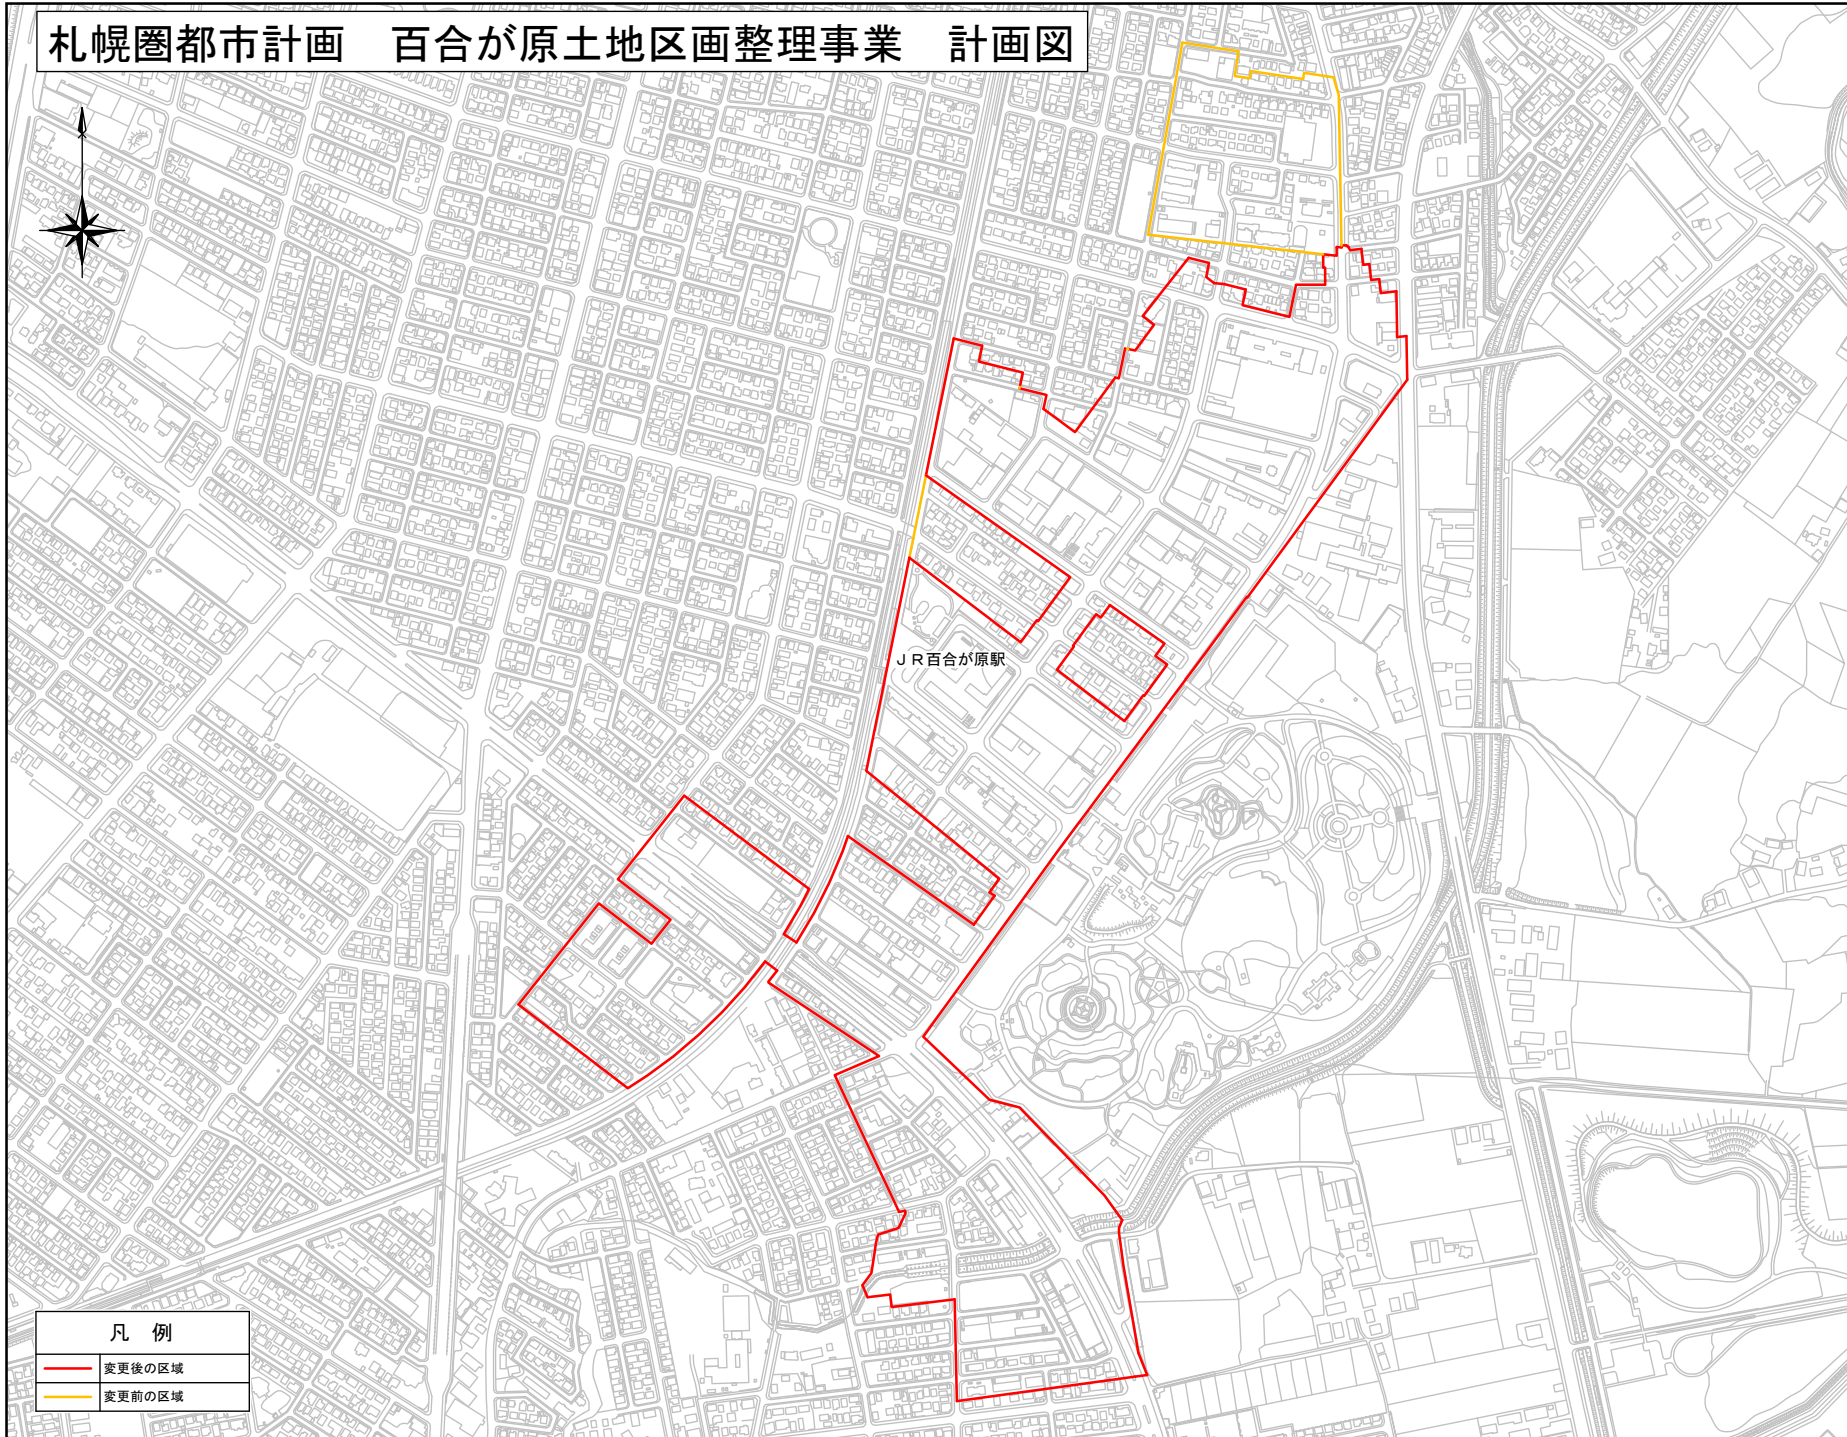 札幌圏都市計画　百合が原土地区画整理事業　計画図
ＪＲ百合が原駅
凡　例
変更後の区域
変更前の区域